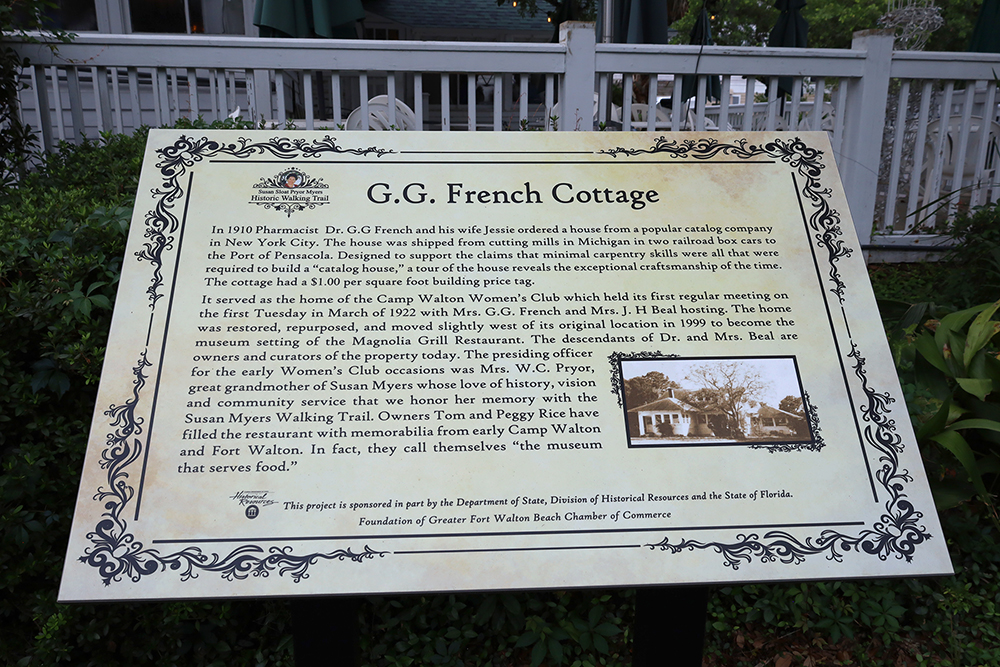 Susan Sloat Pryor Myers
Historic Walking Trail
G.G. French Cottage
In 1910 Pharmacist Dr. G.G French and his wife Jessie ordered a house from a popular catalog company
in New York City. The house was shipped from cutting mills in Michigan in two railroad box cars to
the Port of Pensacola. Designed to support the claims that minimal carpentry skills were all that were
required to build a “catalog house,” a tour of the house reveals the exceptional craftsmanship of the time.
The cottage had a $1.00 per square foot building price tag.
It served as the home of the Camp Walton Women’s Club which held its first regular meeting on
the first Tuesday in March of 1922 with Mrs. G.G. French and Mrs. J. H Beal hosting. The home
was restored, repurposed, and moved slightly west of its original location in 1999 to become the
museum setting of the Magnolia Grill Restaurant. The descendants of Dr. and Mrs. Beal are
owners and curators of the property today. The presiding officer
for the early Women’s Club occasions was Mrs. W.C. Pryor,
great grandmother of Susan Myers whose love of history, vision
and community service that we honor her memory with the
Susan Myers Walking Trail. Owners Tom and Peggy Rice have
filled the restaurant with memorabilia from early Camp Walton
and Fort Walton. In fact, they call themselves “the museum
that serves food.”
Historical
Resources
This project is sponsored in part by the Department of State, Division of Historical Resources and the State of Florida.
Foundation of Greater Fort Walton Beach Chamber of Commerce